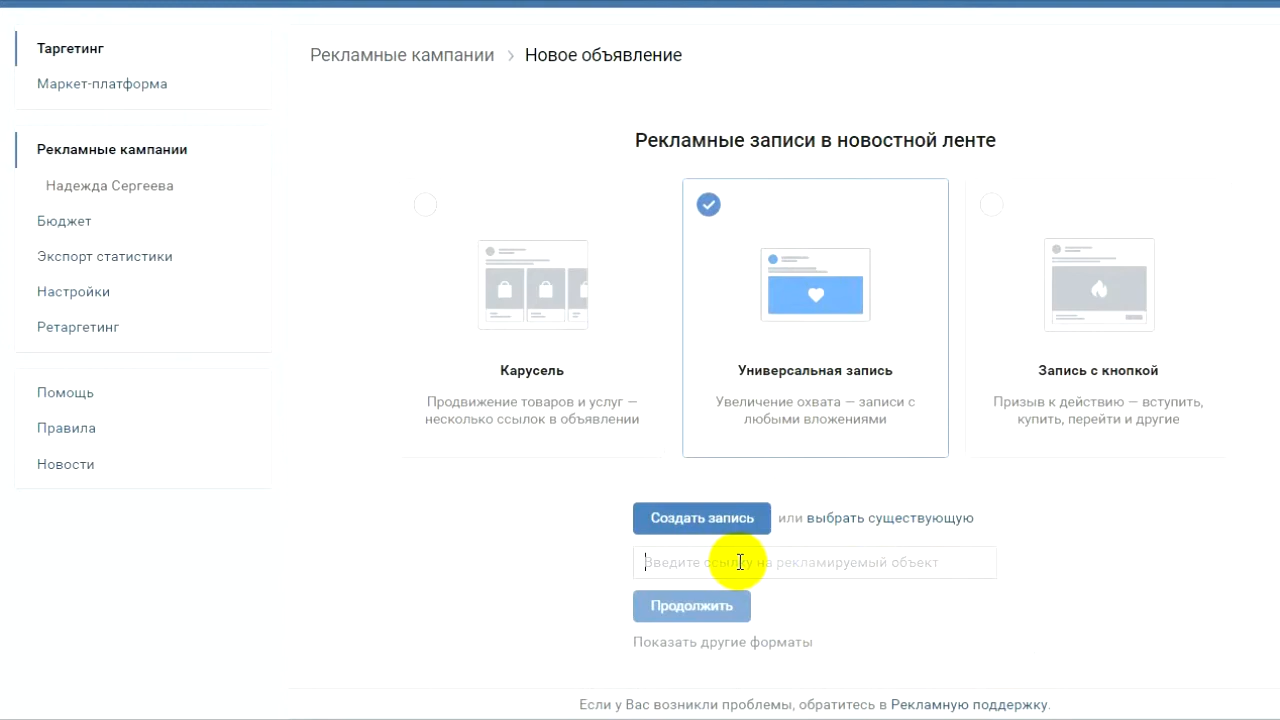 Таргетинг
Маркет-платформа
Рекламные кампании
Надежда Сергеева
Бюджет
Экспорт статистики
Настройки
Ретаргетинг
Помощь
Правила
Новости
Рекламные кампании > Новое объявление
Рекламные записи в новостной ленте
Карусель
Продвижение товаров и услуг —
несколько ссылок в объявлении
Универсальная запись
Увеличение охвата — записи с
любыми вложениями
Запись с кнопкой
Призыв к действию — вступить,
купить, перейти и другие
Создать запись или выбрать существующую
Введите ссылку на рекламируемый объект
Продолжить
Показать другие форматы
Если у Вас возникли проблемы, обратитесь в Рекламную поддержку.